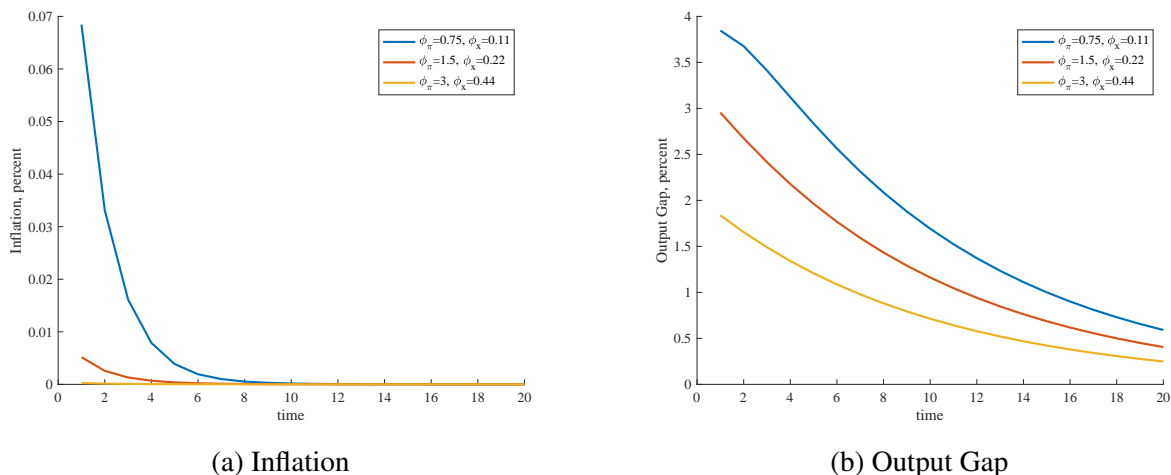 0.07
0.06
0.05
0.04
0.03
0.02
0.01
0
Inflation, percent
0 2 4 6 8 10 12 14 16 18 20
time
ϕπ=0.75, ϕx=0.11
ϕπ=1.5, ϕx=0.22
ϕπ=3, ϕx=0.44
(a) Inflation
4
3.5
3
2.5
2
1.5
1
0.5
0
Output Gap, percent
0 2 4 6 8 10 12 14 16 18 20
time
ϕπ=0.75, ϕx=0.11
ϕπ=1.5, ϕx=0.22
ϕπ=3, ϕx=0.44
(b) Output Gap